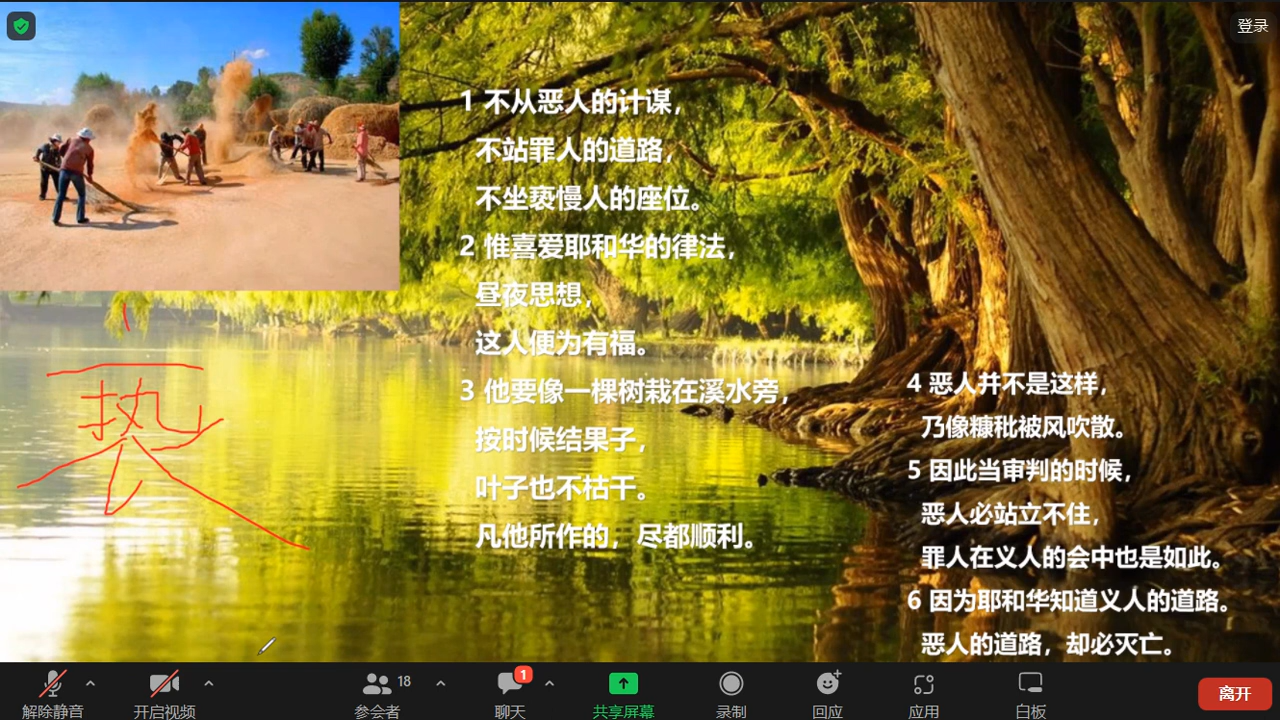 登录
1 不从恶人的计谋，
不站罪人的道路，
不坐亵慢人的座位。
2 惟喜爱耶和华的律法，
昼夜思想，
这人便为有福。
3 他要像一棵树栽在溪水旁，
按时候结果子，
叶子也不枯干。
凡他所作的，尽都顺利。
4 恶人并不是这样，
乃像糠秕被风吹散。
5 因此当审判的时候，
恶人必站立不住，
罪人在义人的会中也是如此。
6 因为耶和华知道义人的道路。
恶人的道路，却必灭亡。
亵
解除静音
开启视频
18
参会者
1
聊天
共享屏幕
录制
回应
应用
白板
离开